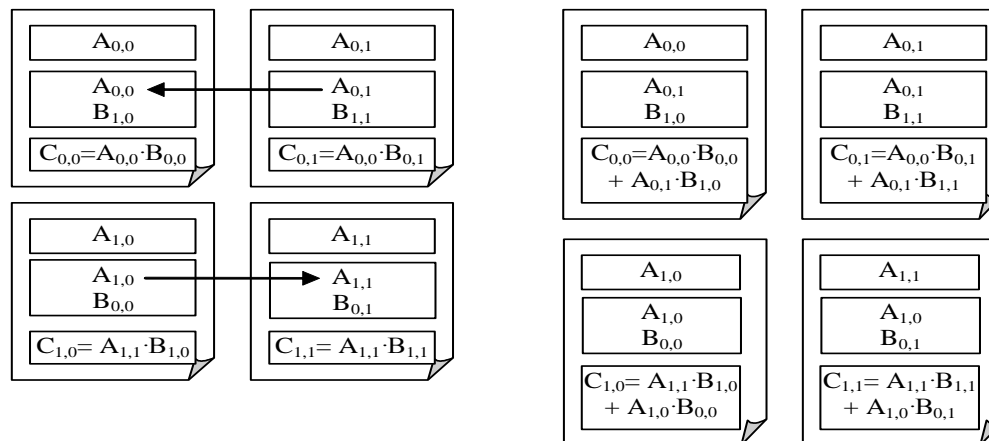 A0,0
A0,0
B1,0
C0,0=A0,0·B0,0
A0,1
A0,1
B1,1
C0,1=A0,0·B0,1
A1,0
A1,0
B0,0
C1,0= A1,1·B1,0
A1,1
A1,1
B0,1
C1,1= A1,1·B1,1
A0,0
A0,1
B1,0
C0,0=A0,0·B0,0
+ A0,1·B1,0
A0,1
A0,1
B1,1
C0,1=A0,0·B0,1
+ A0,1·B1,1
A1,0
A1,0
B0,0
C1,0= A1,1·B1,0
+ A1,0·B0,0
A1,1
A1,0
B0,1
C1,1= A1,1·B1,1
+ A1,0·B0,1